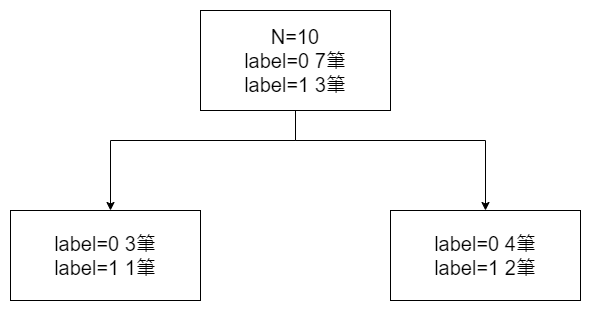 N=10
label=0 7筆
label=1 3筆
label=0 3筆
label=1 1筆
label=0 4筆
label=1 2筆